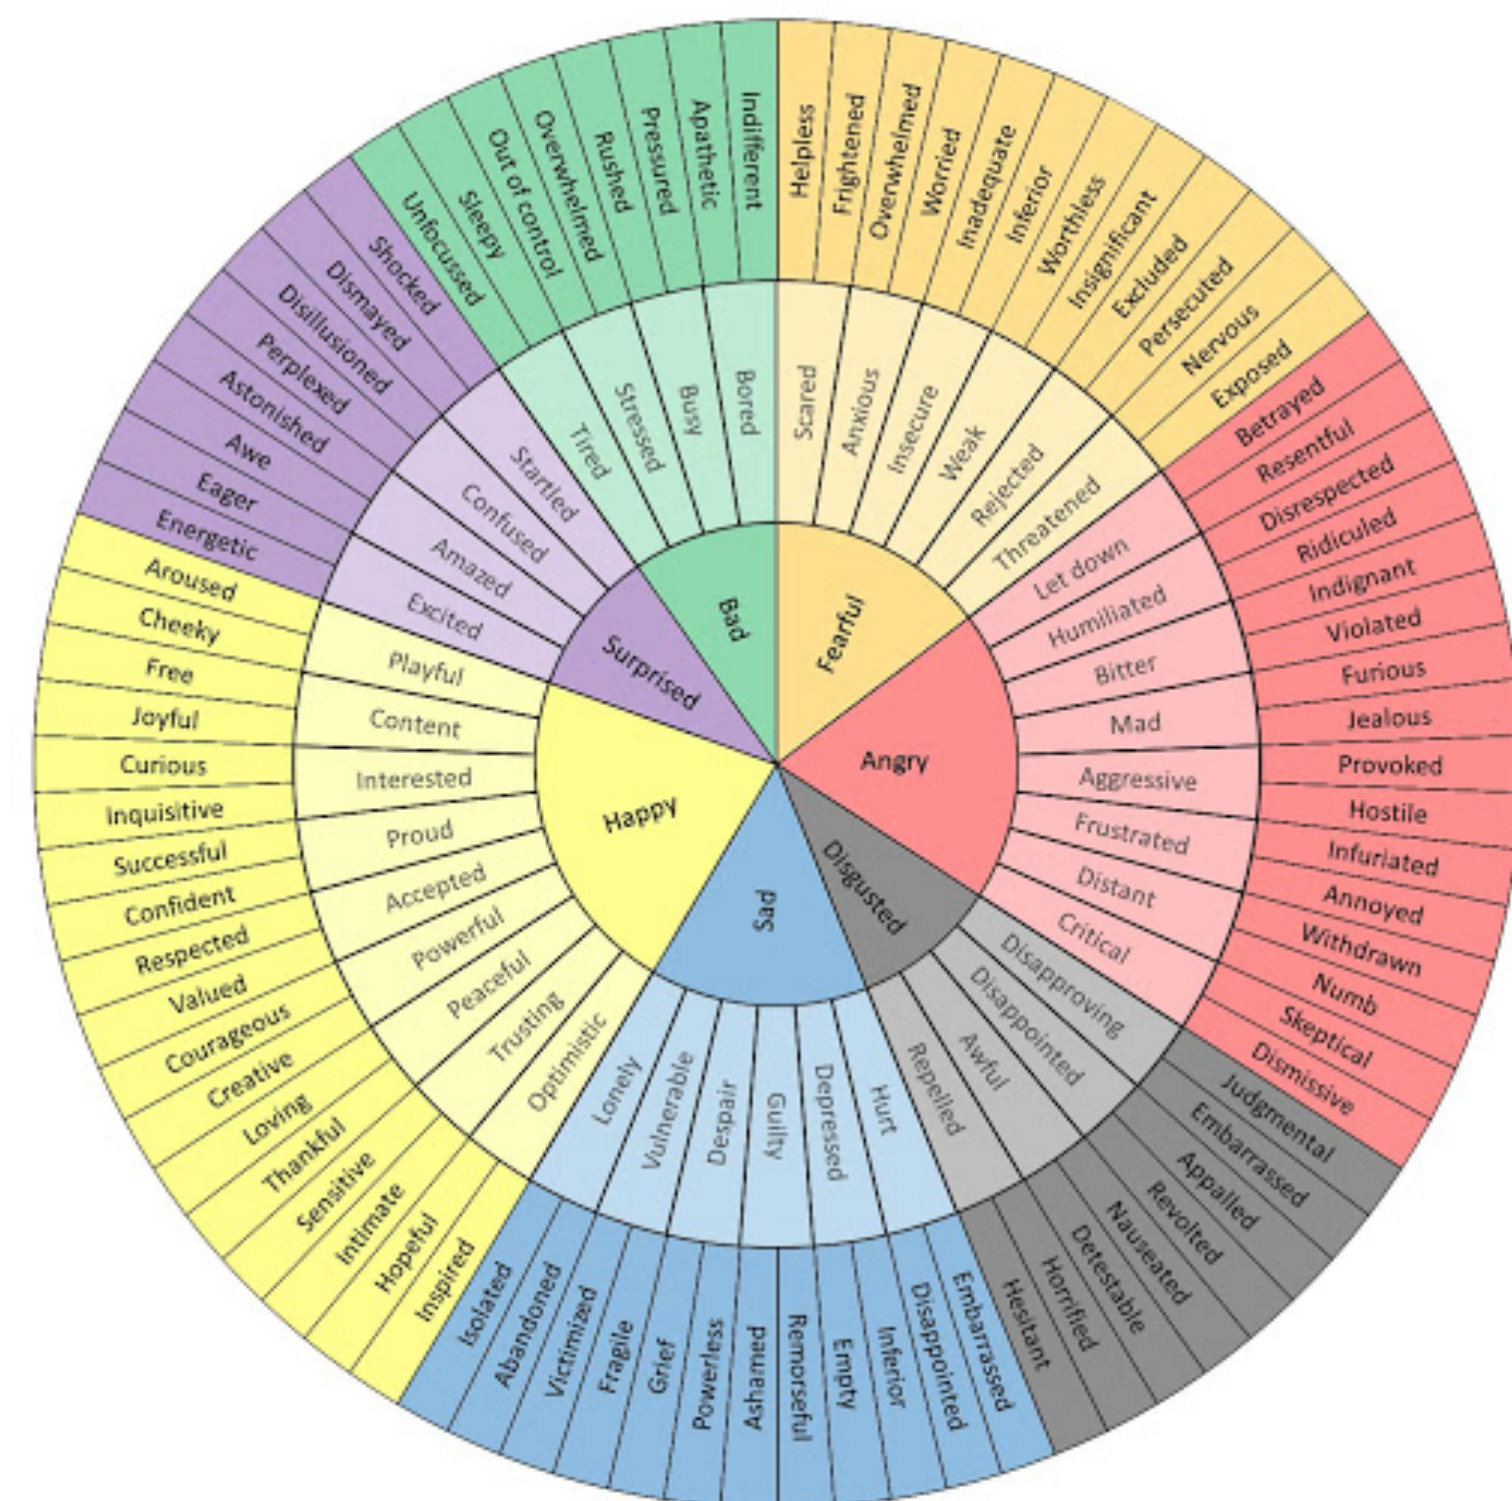 Fearful
Angry
Disgusted
Sad
Happy
Surprised
Bad
Scared
Anxious
Insecure
Weak
Rejected
Threatened
Let down
Humiliated
Bitter
Mad
Aggressive
Frustrated
Distant
Critical
Disapproving
Disappointed
Awful
Repelled
Hurt
Depressed
Guilty
Despair
Vulnerable
Lonely
Optimistic
Trusting
Peaceful
Powerful
Accepted
Proud
Interested
Content
Playful
Excited
Amazed
Confused
Startled
Tired
Stressed
Busy
Bored
Helpless
Frightened
Overwhelmed
Worried
Inadequate
Inferior
Worthless
Insignificant
Excluded
Persecuted
Nervous
Exposed
Betrayed
Resentful
Disrespected
Ridiculed
Indignant
Violated
Furious
Jealous
Provoked
Hostile
Infuriated
Annoyed
Withdrawn
Numb
Skeptical
Dismissive
Judgmental
Embarrassed
Appalled
Revolted
Nauseated
Detestable
Horrified
Hesitant
Embarrassed
Disappointed
Inferior
Empty
Remorseful
Ashamed
Powerless
Grief
Fragile
Victimized
Abandoned
Isolated
Inspired
Hopeful
Intimate
Sensitive
Thankful
Loving
Creative
Courageous
Valued
Respected
Confident
Successful
Inquisitive
Curious
Joyful
Free
Cheeky
Aroused
Energetic
Eager
Awe
Astonished
Perplexed
Disillusioned
Dismayed
Shocked
Unfocussed
Sleepy
Out of control
Overwhelmed
Rushed
Pressured
Apathetic
Indifferent